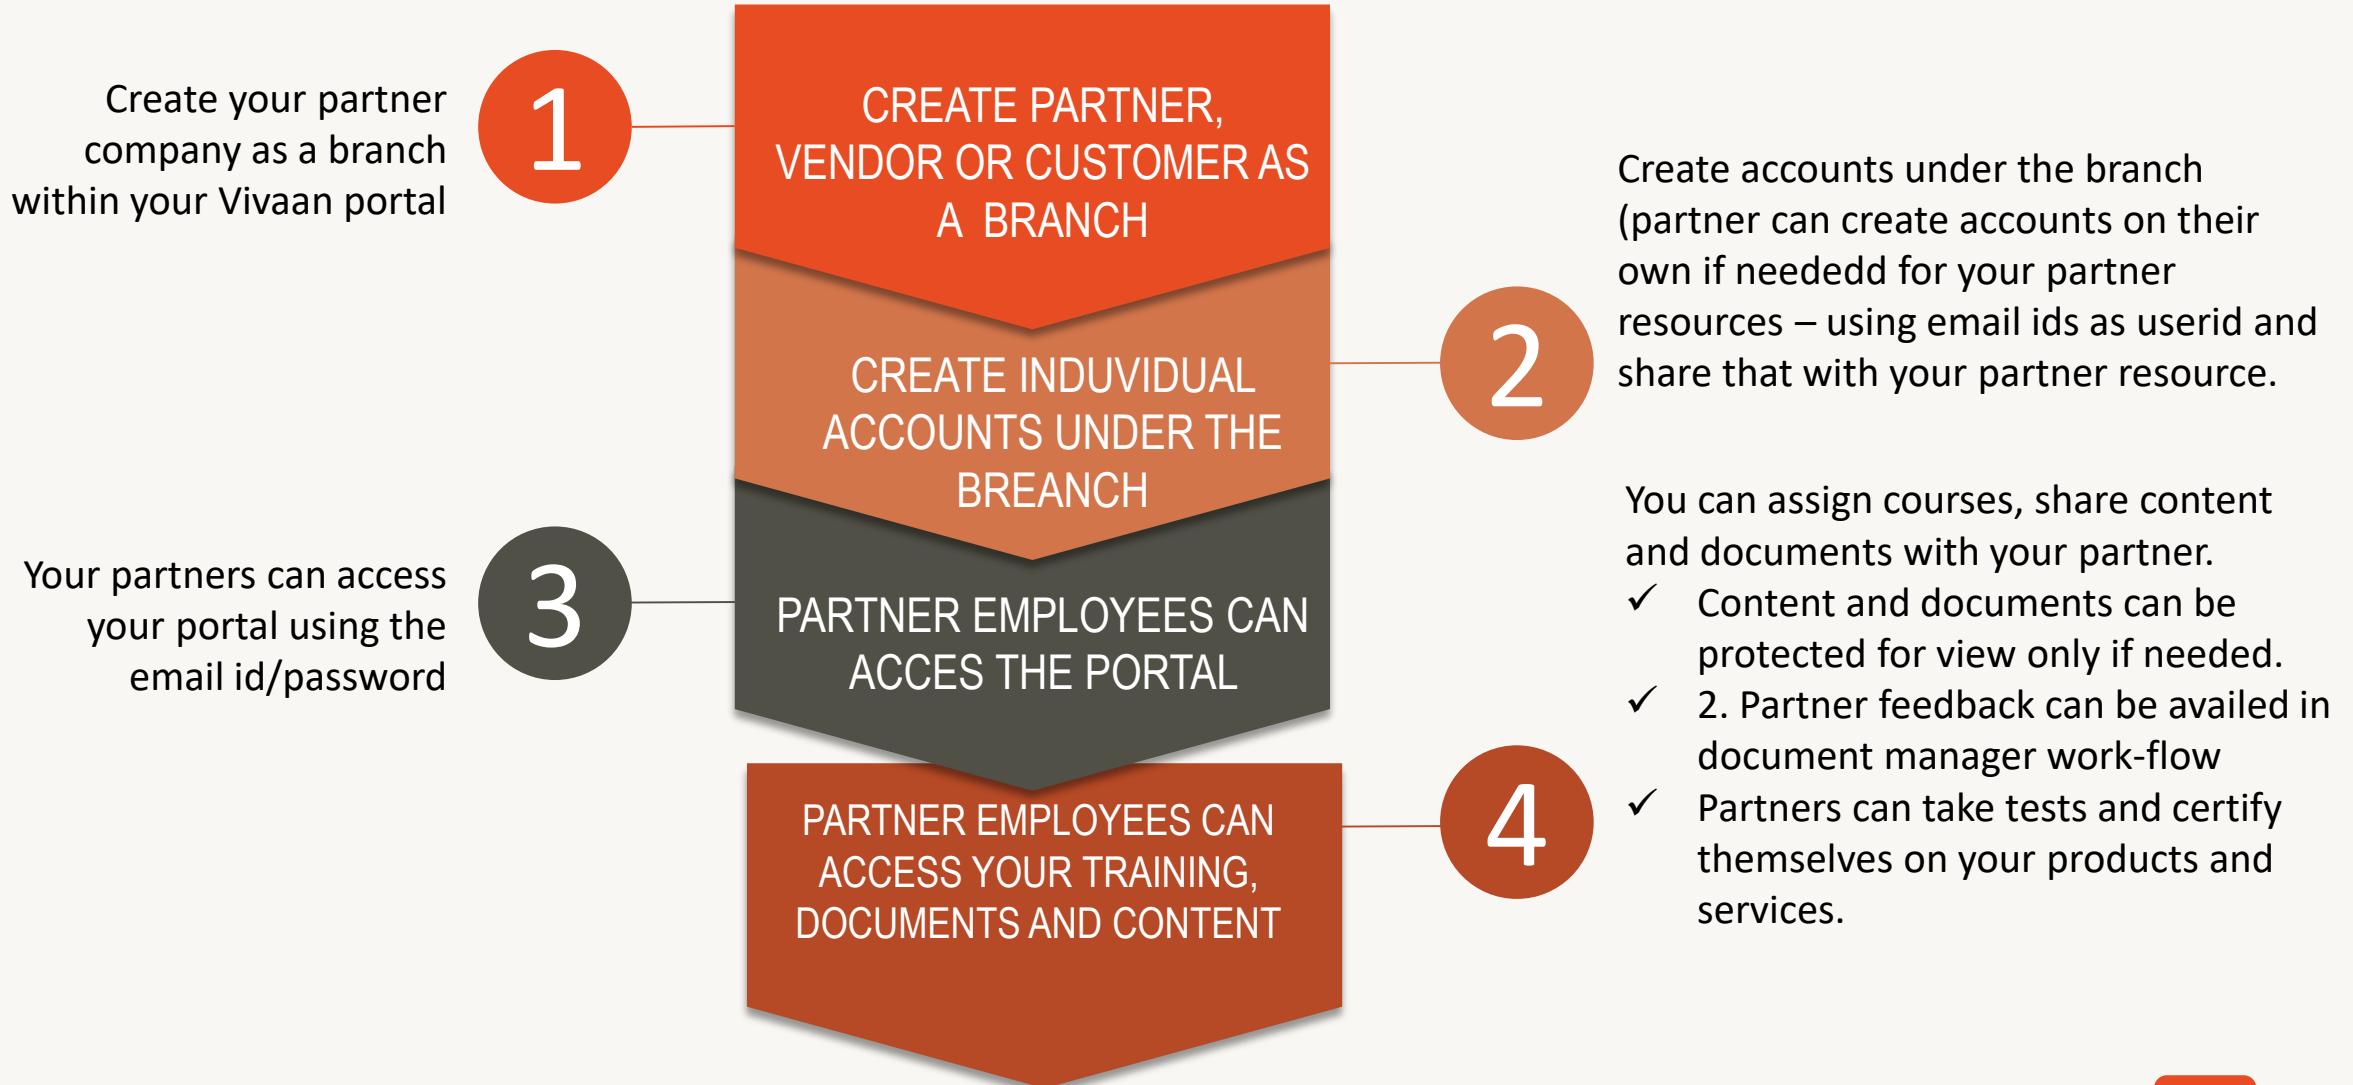 Create your partner
company as a branch
within your Vivaan portal
1
CREATE PARTNER,
VENDOR OR CUSTOMER AS
A BRANCH
CREATE INDUVIDUAL
ACCOUNTS UNDER THE
BREANCH
2
Create accounts under the branch
(partner can create accounts on their
own if neededd for your partner
resources – using email ids as userid and
share that with your partner resource.
Your partners can access
your portal using the
email id/password
3
PARTNER EMPLOYEES CAN
ACCES THE PORTAL
PARTNER EMPLOYEES CAN
ACCESS YOUR TRAINING,
DOCUMENTS AND CONTENT
4
You can assign courses, share content
and documents with your partner.
✓ Content and documents can be
protected for view only if needed.
✓ 2. Partner feedback can be availed in
document manager work-flow
✓ Partners can take tests and certify
themselves on your products and
services.